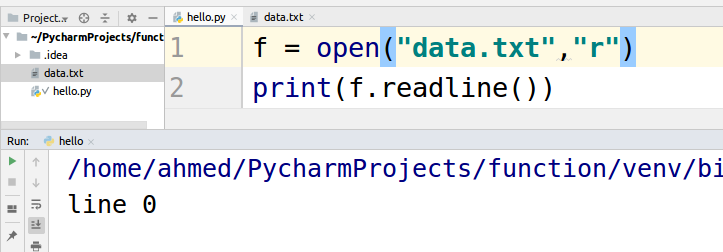 Project...
hello.py
data.txt
~/PycharmProjects/funct
.idea
data.txt
hello.py
1 f = open("data.txt","r")
2 print(f.readline())
Run: hello
/home/ahmed/PycharmProjects/function/venv/bi
line 0